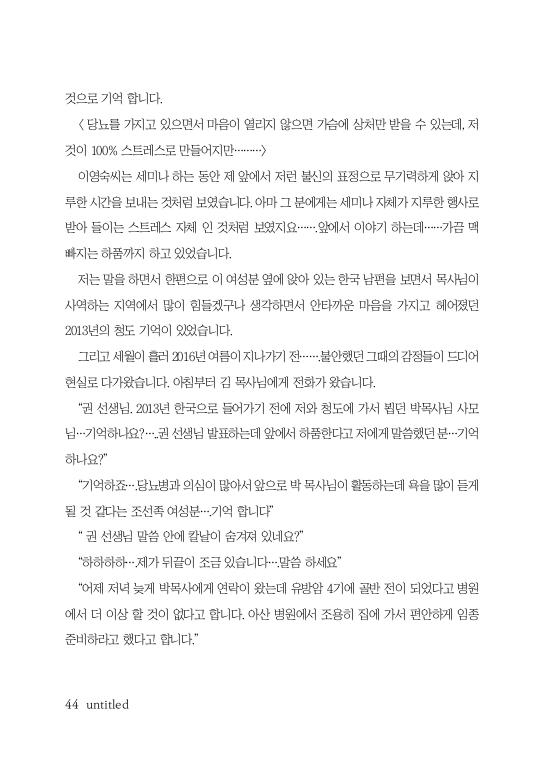 것으로 기억 합니다.
〈 당뇨를 가지고 있으면서 마음이 열리지 않으면 가슴에 상처만 받을 수 있는데, 저
것이 100% 스트레스로 만들어지만………〉
이영숙씨는 세미나 하는 동안 제 앞에서 저런 불신의 표정으로 무기력하게 앉아 지
루한 시간을 보내는 것처럼 보였습니다. 아마 그 분에게는 세미나 자체가 지루한 행사로
받아 들이는 스트레스 자체 인 것처럼 보였지요…….앞에서 이야기 하는데……가끔 맥
빠지는 하품까지 하고 있었습니다.
저는 말을 하면서 한편으로 이 여성분 옆에 앉아 있는 한국 남편을 보면서 목사님이
사역하는 지역에서 많이 힘들겠구나 생각하면서 안타까운 마음을 가지고 헤어졌던
2013년의 청도 기억이 있었습니다.
그리고 세월이 흘러 2016년 여름이 지나가기 전……불안했던 그때의 감정들이 드디어
현실로 다가왔습니다. 아침부터 김 목사님에게 전화가 왔습니다.
“권 선생님. 2013년 한국으로 들어가기 전에 저와 청도에 가서 뵙던 박목사님 사모
님…기억하나요?…..권 선생님 발표하는데 앞에서 하품한다고 저에게 말씀했던 분…기억
하나요?”
“기억하죠….당뇨병과 의심이 많아서 앞으로 박 목사님이 활동하는데 욕을 많이 듣게
될 것 같다는 조선족 여성분….기억 합니다”
“ 권 선생님 말씀 안에 칼날이 숨겨져 있네요?”
“하하하하….제가 뒤끝이 조금 있습니다….말씀 하세요”
“어제 저녁 늦게 박목사에게 연락이 왔는데 유방암 4기에 골반 전이 되었다고 병원
에서 더 이상 할 것이 없다고 합니다. 아산 병원에서 조용히 집에 가서 편안하게 임종
준비하라고 했다고 합니다.”
44 untitled